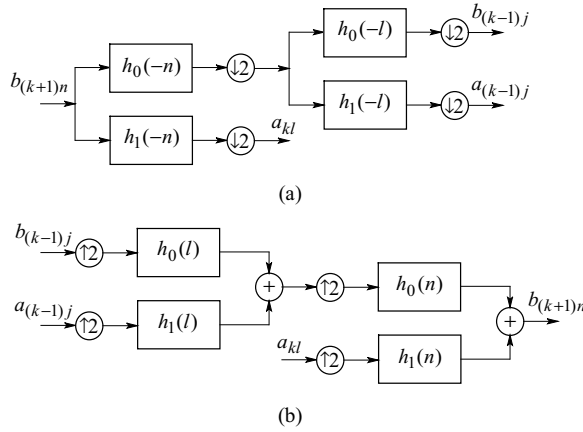 b(k−1)j
h0(−l)
↓2
b(k+1)n
h0(−n)
↓2
a(k−1)j
h1(−l)
↓2
akl
h1(−n)
↓2
(a)
b(k−1)j
↑2
h0(l)
a(k−1)j
↑2
h1(l)
+
↑2
h0(n)
b(k+1)n
+
akl
↑2
h1(n)
(b)